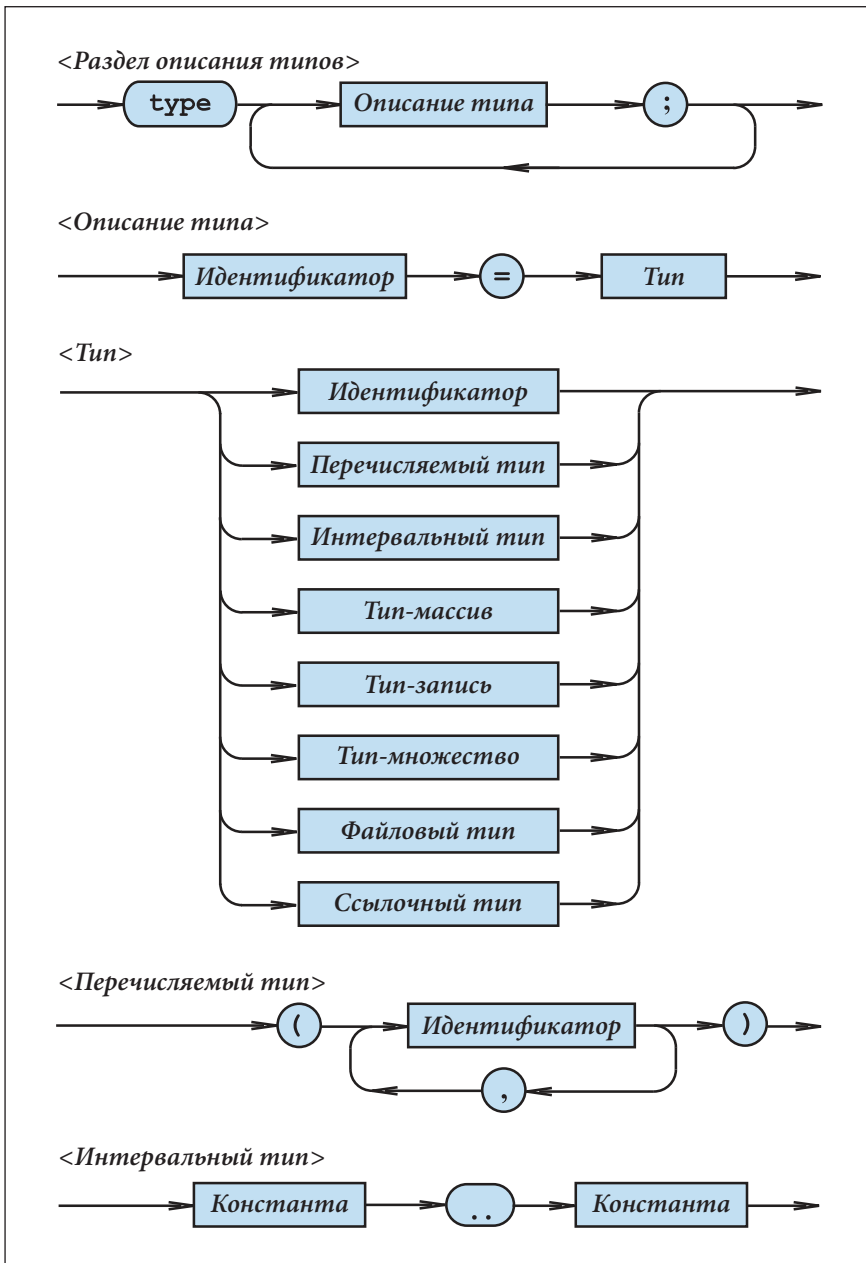 <Раздел описания типов>
type Описание типа ;
<Описание типа>
Идентификатор = Тип
<Тип>
Идентификатор
Перечисляемый тип
Интервальный тип
Тип-массив
Тип-запись
Тип-множество
Файловый тип
Ссылочный тип
<Перечисляемый тип>
( Идентификатор )
,
<Интервальный тип>
Константа .. Константа